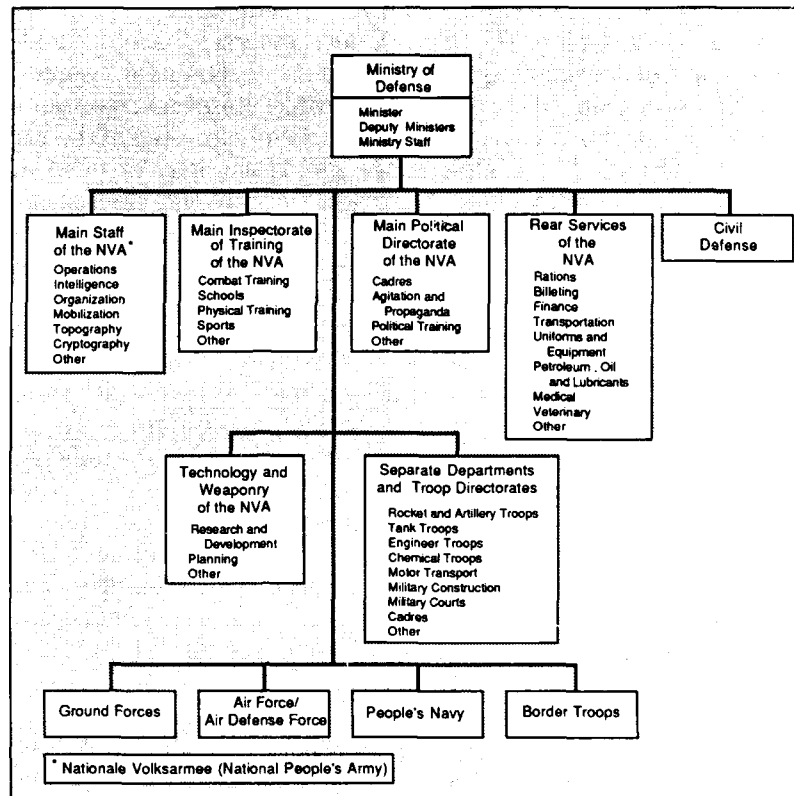 Ministry of
Defense
Minister
Deputy Ministers
Ministry Staff
Main Staff
of the NVA*
Operations
Intelligence
Organization
Mobilization
Topography
Cryptography
Other
Main Inspectorate
of Training
of the NVA
Combat Training
Schools
Physical Training
Sports
Other
Main Political
Directorate
of the NVA
Cadres
Agitation and
Propaganda
Political Training
Other
Rear Services
of the
NVA
Rations
Billeting
Finance
Transportation
Uniforms and
Equipment
Petroleum, Oil
and Lubricants
Medical
Veterinary
Other
Civil
Defense
Technology and
Weaponry
of the NVA
Research and
Development
Planning
Other
Separate Departments
and Troop Directorates
Rocket and Artillery Troops
Tank Troops
Engineer Troops
Chemical Troops
Motor Transport
Military Construction
Military Courts
Cadres
Other
Ground Forces
Air Force/
Air Defense Force
People's Navy
Border Troops
* Nationale Volksarmee (National People's Army)